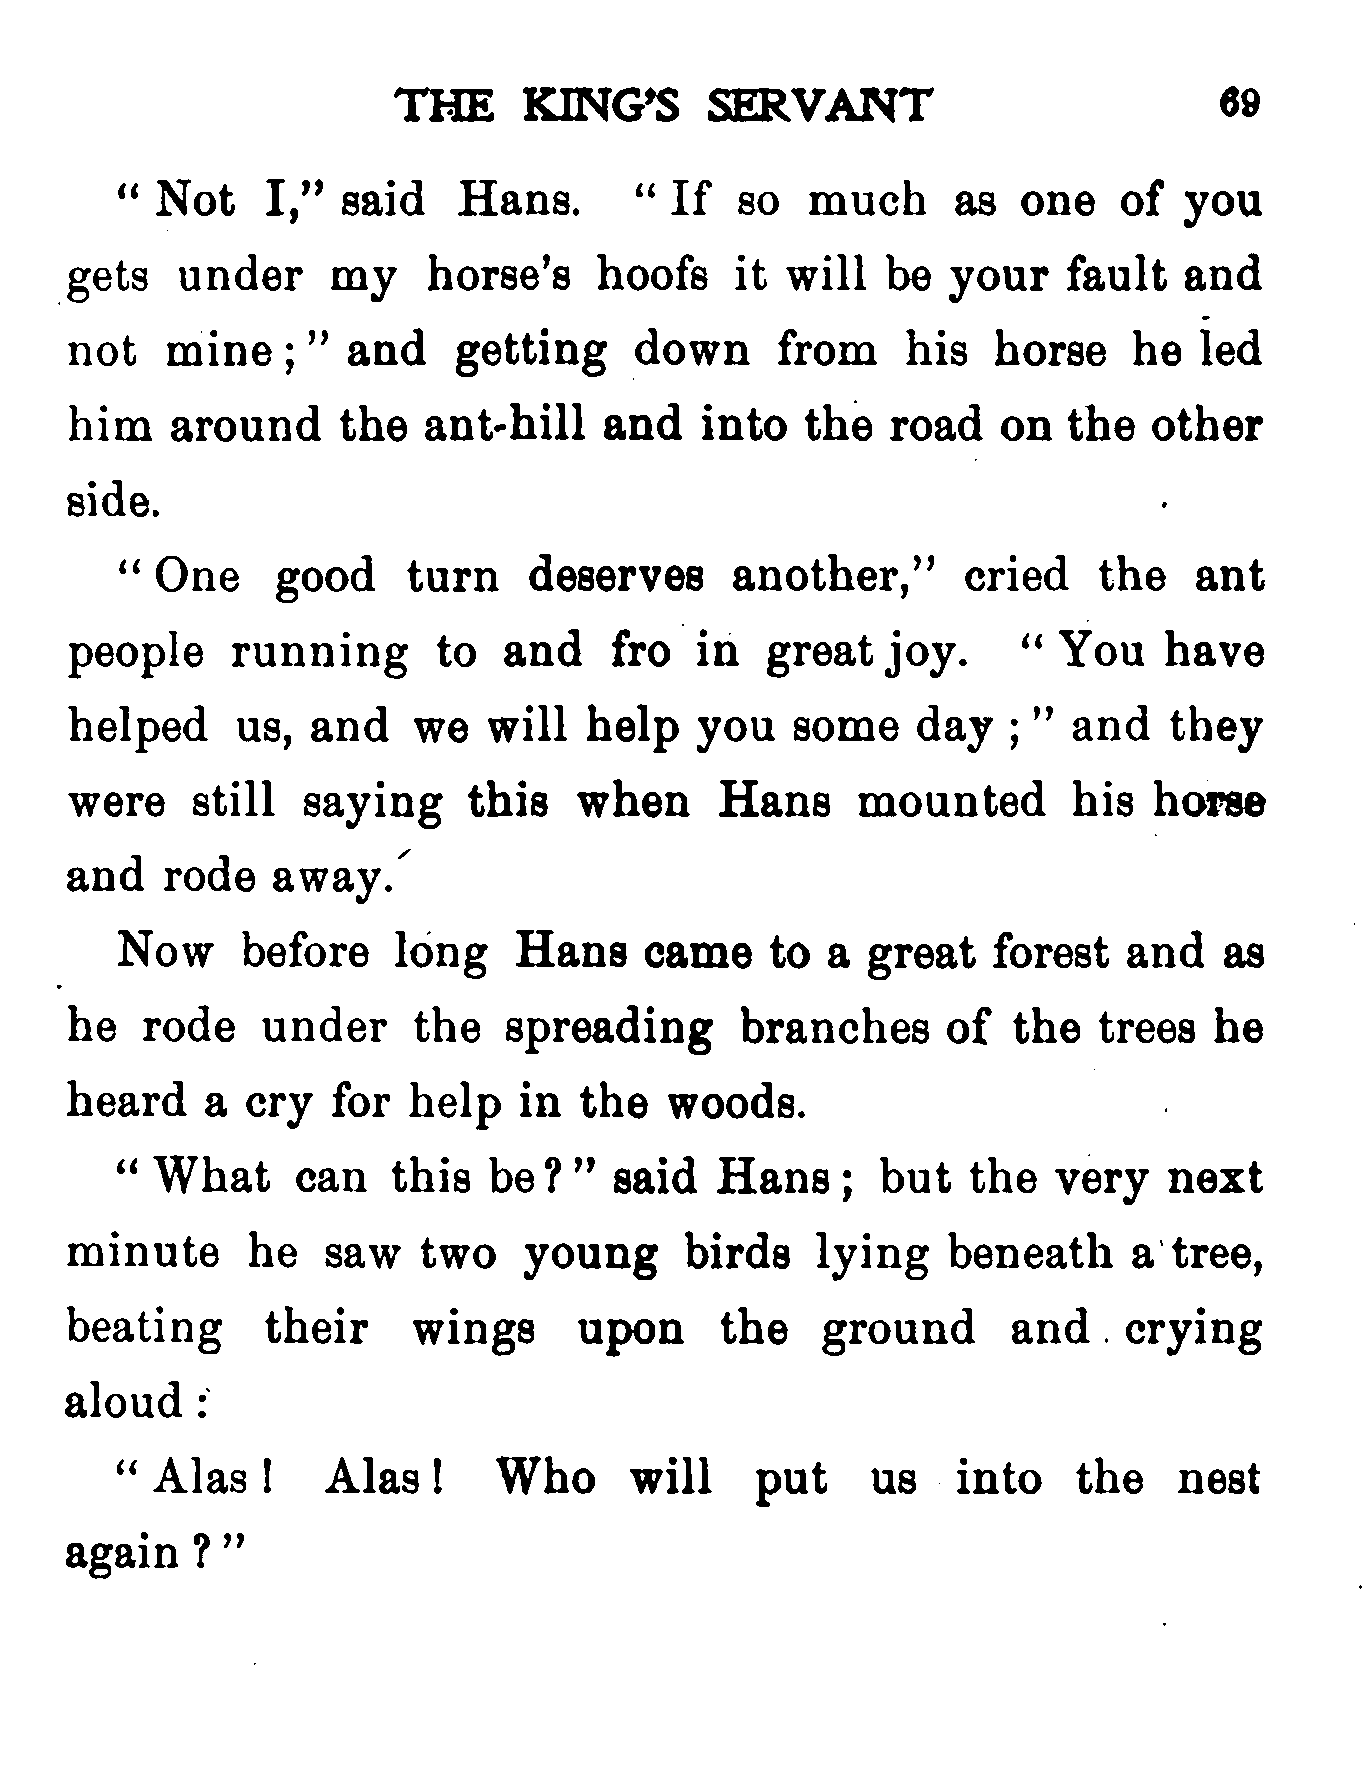 THE KING'S SERVANT 69
"Not I," said Hans. "If so much as one of you
gets under my horse's hoofs it will be your fault and
not mine;" and getting down from his horse he led
him around the ant-hill and into the road on the other
side.
"One good turn deserves another," cried the ant
people running to and fro in great joy. "You have
helped us, and we will help you some day;" and they
were still saying this when Hans mounted his horse
and rode away.
Now before long Hans came to a great forest and as
he rode under the spreading branches of the trees he
heard a cry for help in the woods.
"What can this be?" said Hans; but the very next
minute he saw two young birds lying beneath a tree,
beating their wings upon the ground and crying
aloud:
"Alas! Alas! Who will put us into the nest
again?"